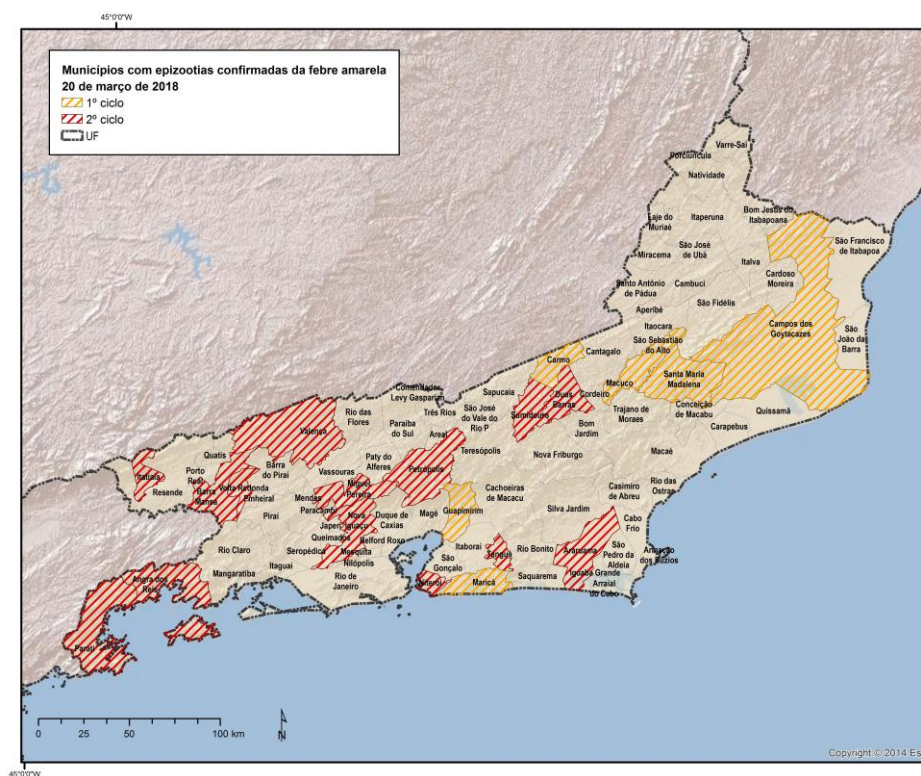 45°0'0"W
Municípios com epizootias confirmadas da febre amarela
20 de março de 2018
1º ciclo
2º ciclo
UF
Varre-Sai
Porciúncula
Natividade
Bom Jesus do
Itabapoana
Laje do
Muriaé
Itaperuna
São Francisco
de Itabapoa
São José
de Ubá
Miracema
Italva
Cardoso
Moreira
Santo Antônio
de Pádua
Cambuci
São Fidélis
Aperibé
Itaocara
Campos dos
Goytacazes
São
João da
Barra
São Sebastião
do Alto
Cantagalo
Carmo
Santa Maria
Madalena
Macuco
Cordeiro
Duas
Barras
Sapucaia
Comendador
Levy Gasparian
Sumidouro
Trajano de
Moraes
Conceição
de Macabu
Quissamã
Carapebus
Rio das
Flores
Três Rios
São José
do Vale do
Rio P
Paraíba
do Sul
Areal
Bom
Jardim
Valença
Teresópolis
Nova Friburgo
Macaé
Quatis
Barra
do Piraí
Vassouras
Paty do
Alferes
Petrópolis
Itatiaia
Porto
Real
Resende
Barra
Mansa
Volta Redonda
Pinheiral
Mendes
Miguel
Pereira
Cachoeiras
de Macacu
Casimiro
de Abreu
Rio das
Ostras
Piraí
Paracambi
Japeri
Nova
Iguaçu
Duque de
Caxias
Magé
Guapimirim
Silva Jardim
Cabo
Frio
Queimados
Belford Roxo
Rio Claro
Seropédica
Mesquita
Nilópolis
Itaboraí
Tanguá
Rio Bonito
Araruama
São
Pedro da
Aldeia
Armação
dos Búzios
São
Gonçalo
Mangaratiba
Itaguaí
Rio de
Janeiro
Niterói
Maricá
Saquarema
Iguaba Grande
Arraial
do Cabo
Angra dos
Reis
Parati
0
25
50
100 km
N
Copyright © 2014 Es
45°0'0"W